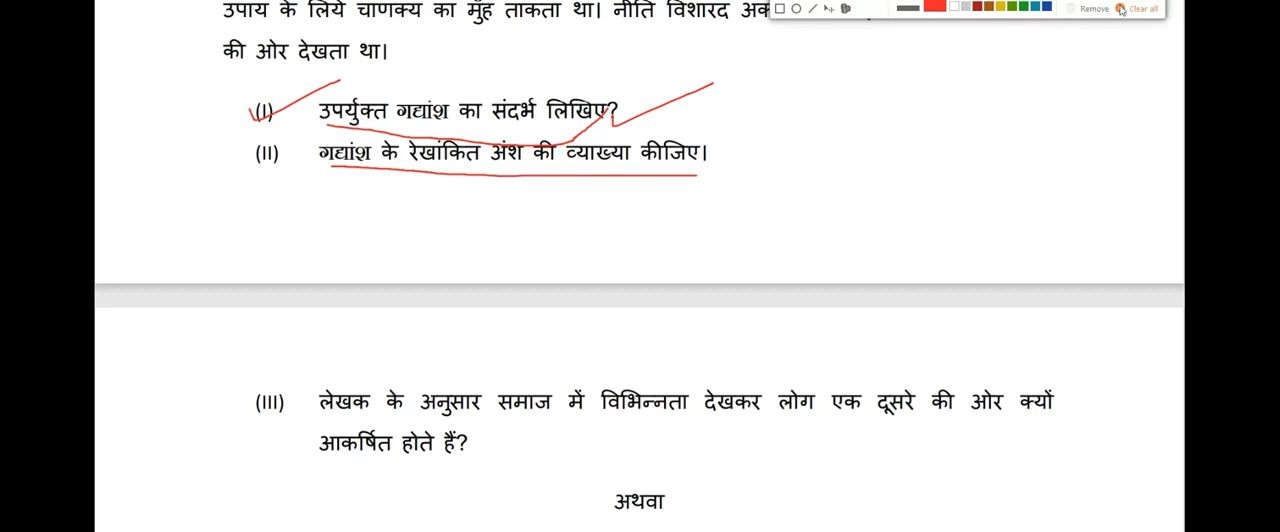 उपाय के लिये चाणक्य का मुँह ताकता था। नीति विशारद
Remove Clear all
की ओर देखता था।
(I) उपर्युक्त गद्यांश का संदर्भ लिखिए?
(II) गद्यांश के रेखांकित अंश की व्याख्या कीजिए।
(III) लेखक के अनुसार समाज में विभिन्नता देखकर लोग एक दूसरे की ओर क्यों
आकर्षित होते हैं?
अथवा